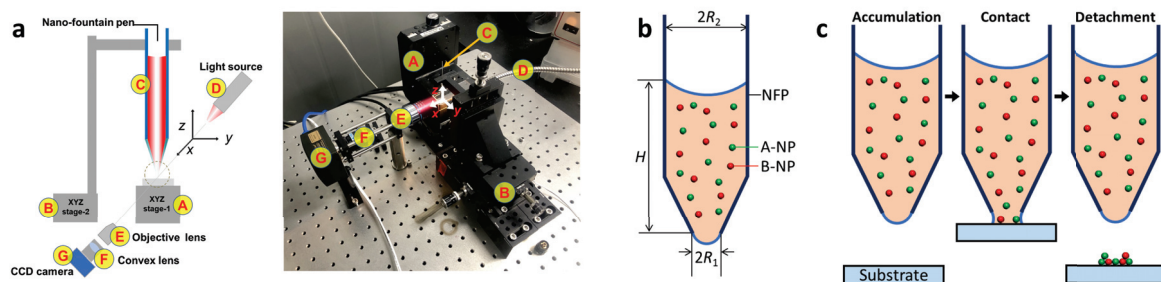 a
Nano-fountain pen
C
Light source
D
z
y
x
B
XYZ
stage-2
XYZ
stage-1
A
E
Objective lens
F
Convex lens
G
CCD camera
A
C
D
z
x
y
E
F
G
B
b
2R2
NFP
A-NP
B-NP
H
2R1
c
Accumulation
Contact
Detachment
Substrate